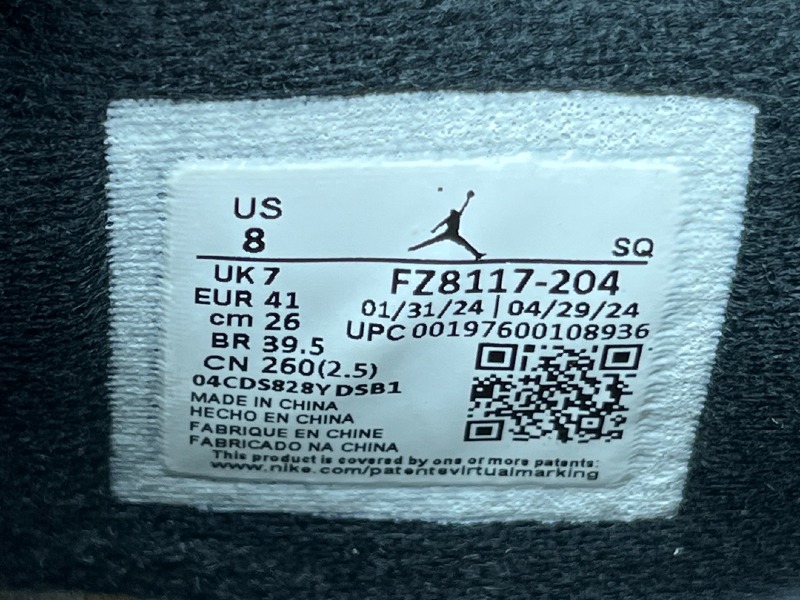 US
8
SQ
UK 7
EUR 41
cm 26
BR 39.5
CN 260(2.5)
FZ8117-204
01/31/24 | 04/29/24
UPC 00197600108936
04CDS828Y DSB1
MADE IN CHINA
HECHO EN CHINA
FABRIQUE EN CHINE
FABRICADO NA CHINA
This product is covered by one or more patents:
www.nike.com/patentsvirtualmarking